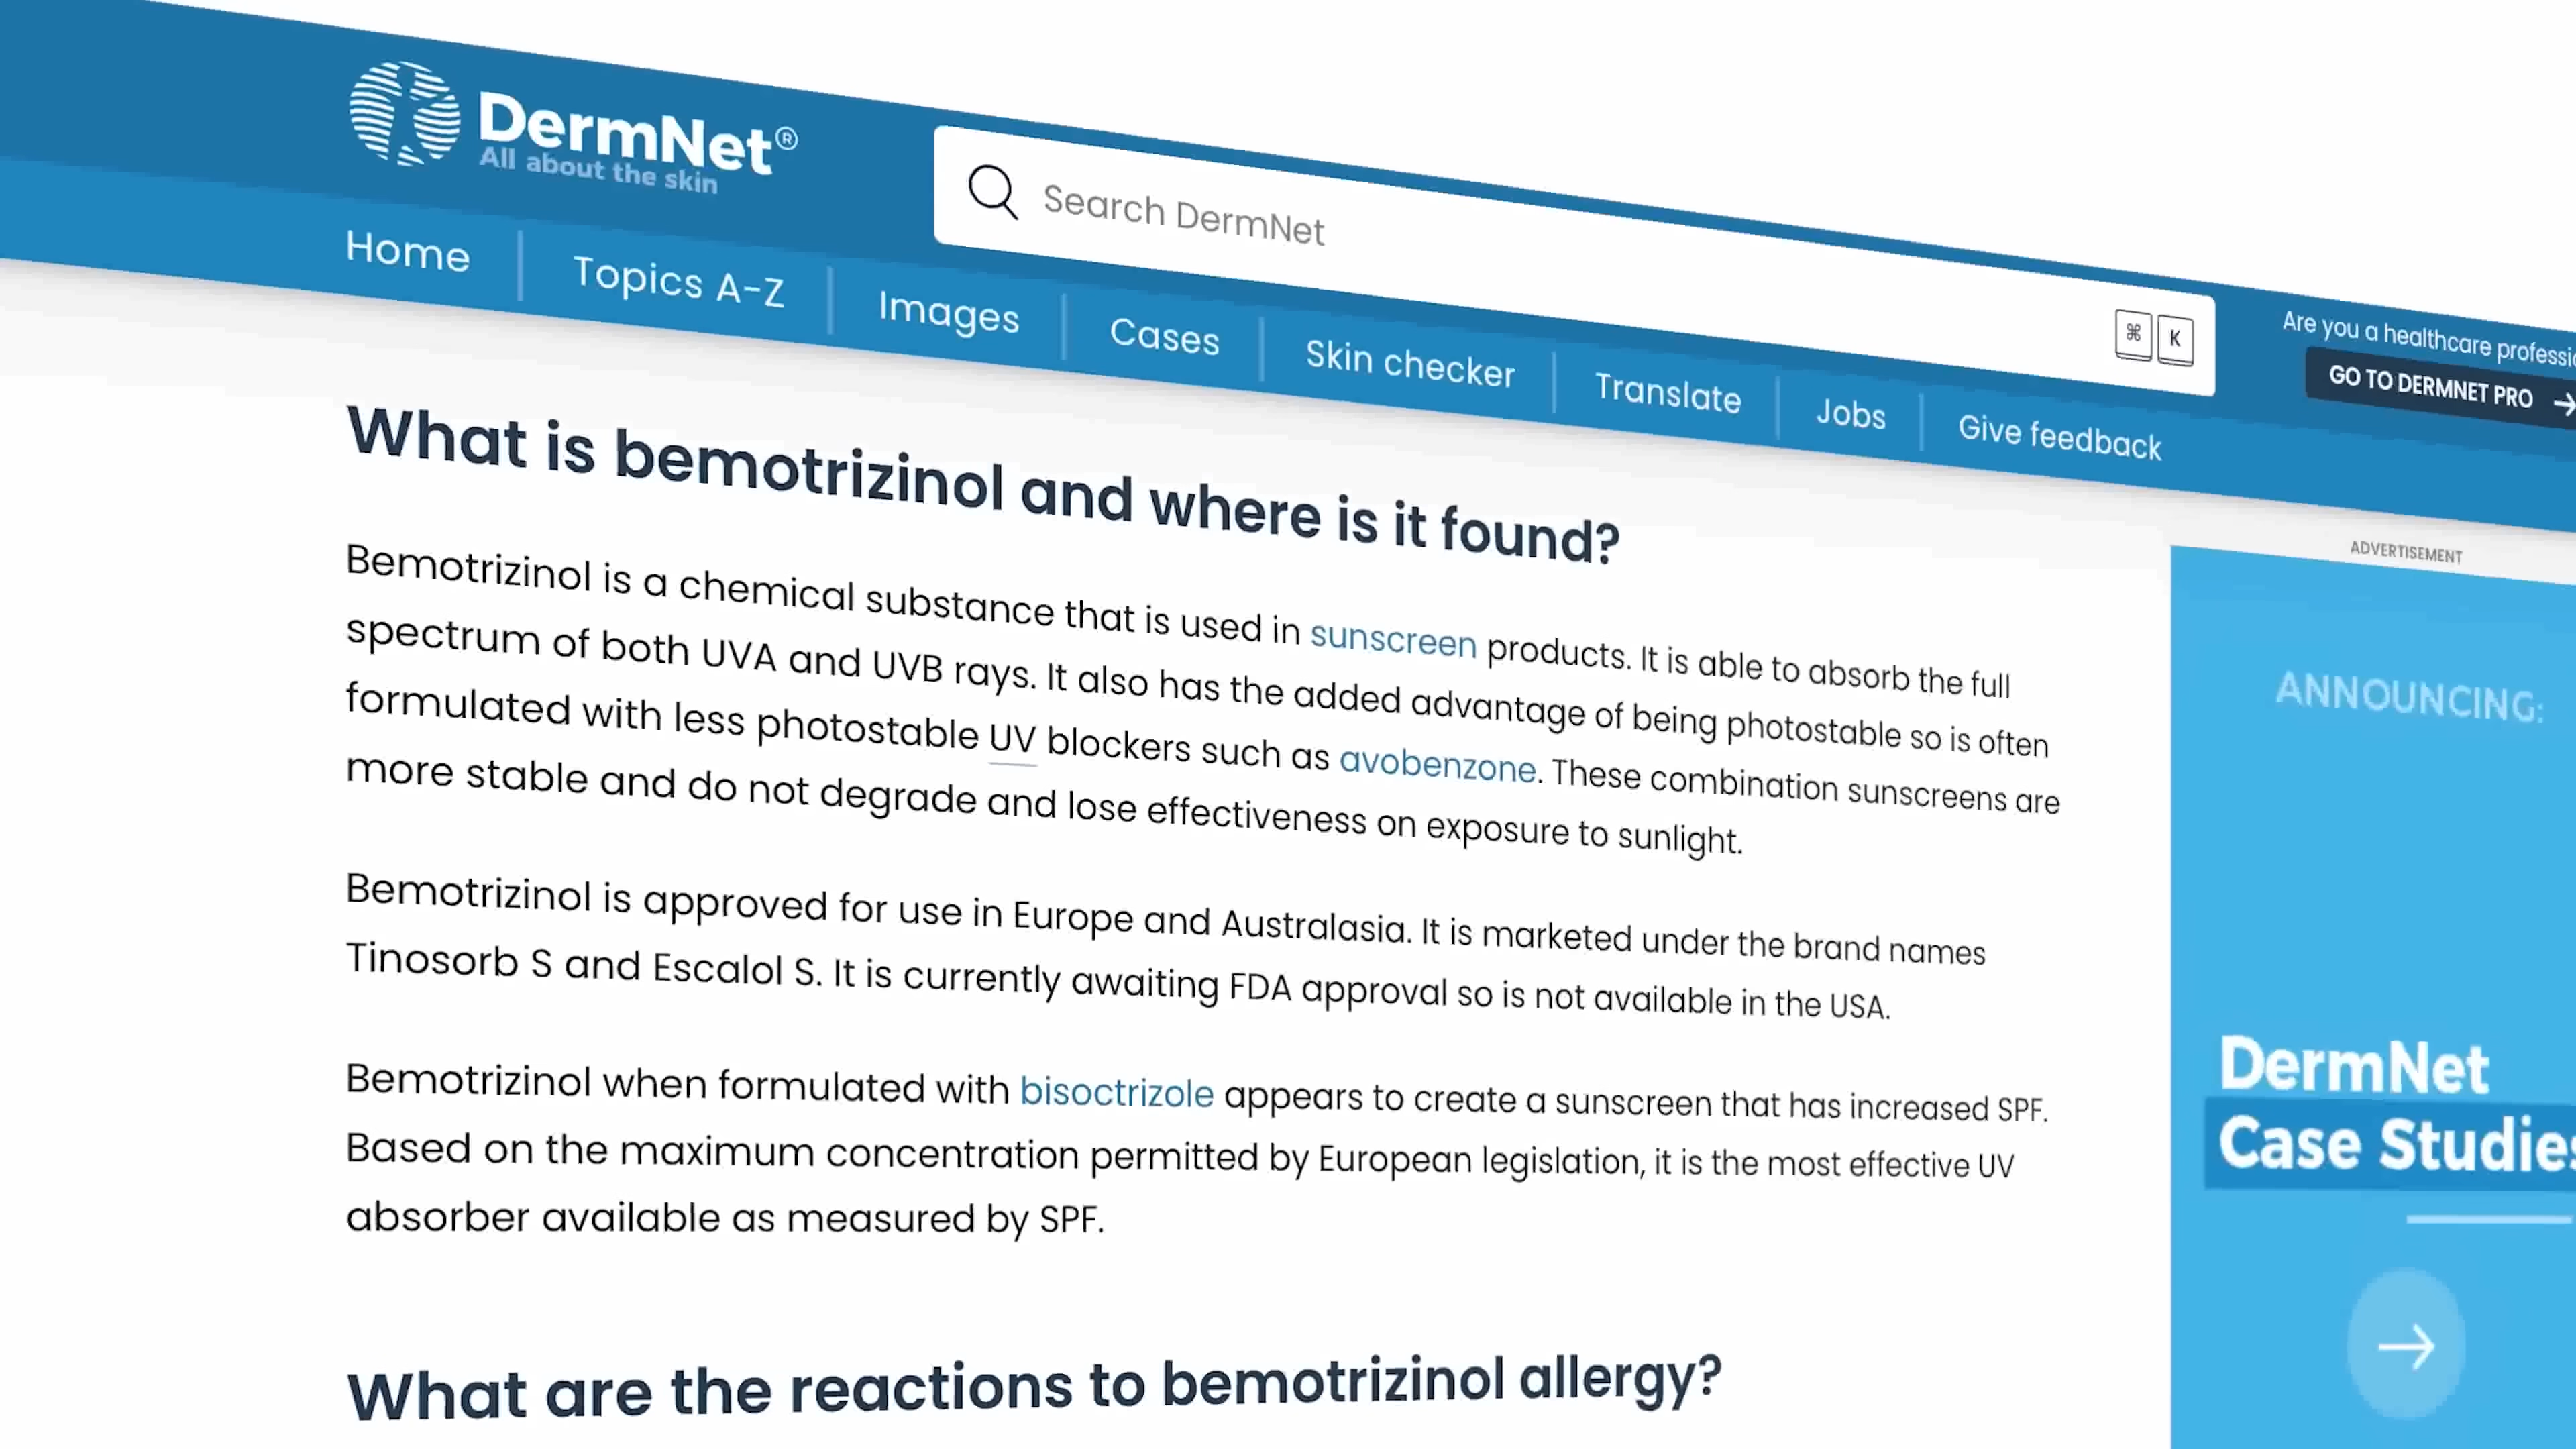 DermNet®
All about the skin
Search DermNet
⌘ K
Are you a healthcare
GO TO DERMNET PRO →
Home
Topics A-Z
Images
Cases
Skin checker
Translate
Jobs
Give feedback
What is bemotrizinol and where is it found?
Bemotrizinol is a chemical substance that is used in sunscreen products. It is able to absorb the full
spectrum of both UVA and UVB rays. It also has the added advantage of being photostable so is often
formulated with less photostable UV blockers such as avobenzone. These combination sunscreens are
more stable and do not degrade and lose effectiveness on exposure to sunlight.
Bemotrizinol is approved for use in Europe and Australasia. It is marketed under the brand names
Tinosorb S and Escalol S. It is currently awaiting FDA approval so is not available in the USA.
Bemotrizinol when formulated with bisoctrizole appears to create a sunscreen that has increased SPF.
Based on the maximum concentration permitted by European legislation, it is the most effective UV
absorber available as measured by SPF.
What are the reactions to bemotrizinol allergy?
ADVERTISEMENT
ANNOUNCING:
DermNet
Case Studies